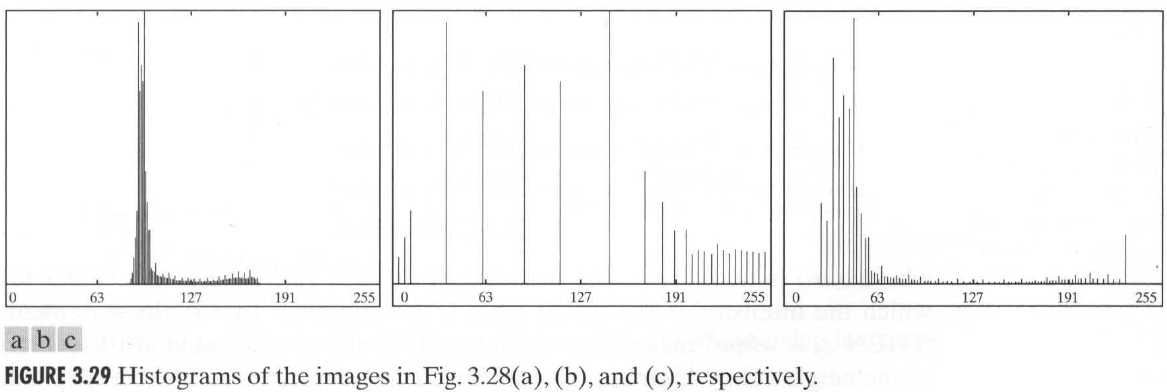 0 63 127 191 255 0 63 127 191 255 0 63 127 191 255
a b c
FIGURE 3.29 Histograms of the images in Fig. 3.28(a), (b), and (c), respectively.